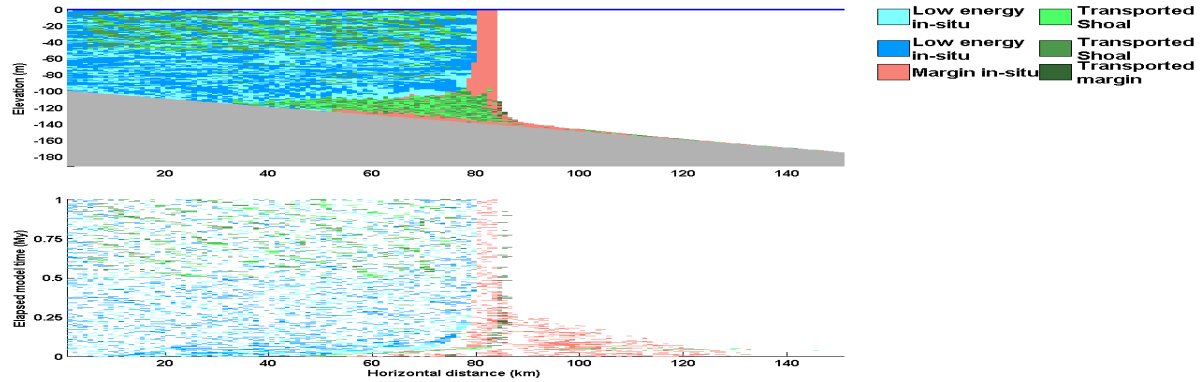 0
-20
-40
-60
-80
-100
-120
-140
-160
-180
Elevation (m)
20
40
60
80
100
120
140
Low energy
in-situ
Transported
Shoal
Low energy
in-situ
Transported
Shoal
Margin in-situ
Transported
margin
1
0.75
0.5
0.25
0
Elapsed model time (My)
20
40
60
80
100
120
140
Horizontal distance (km)